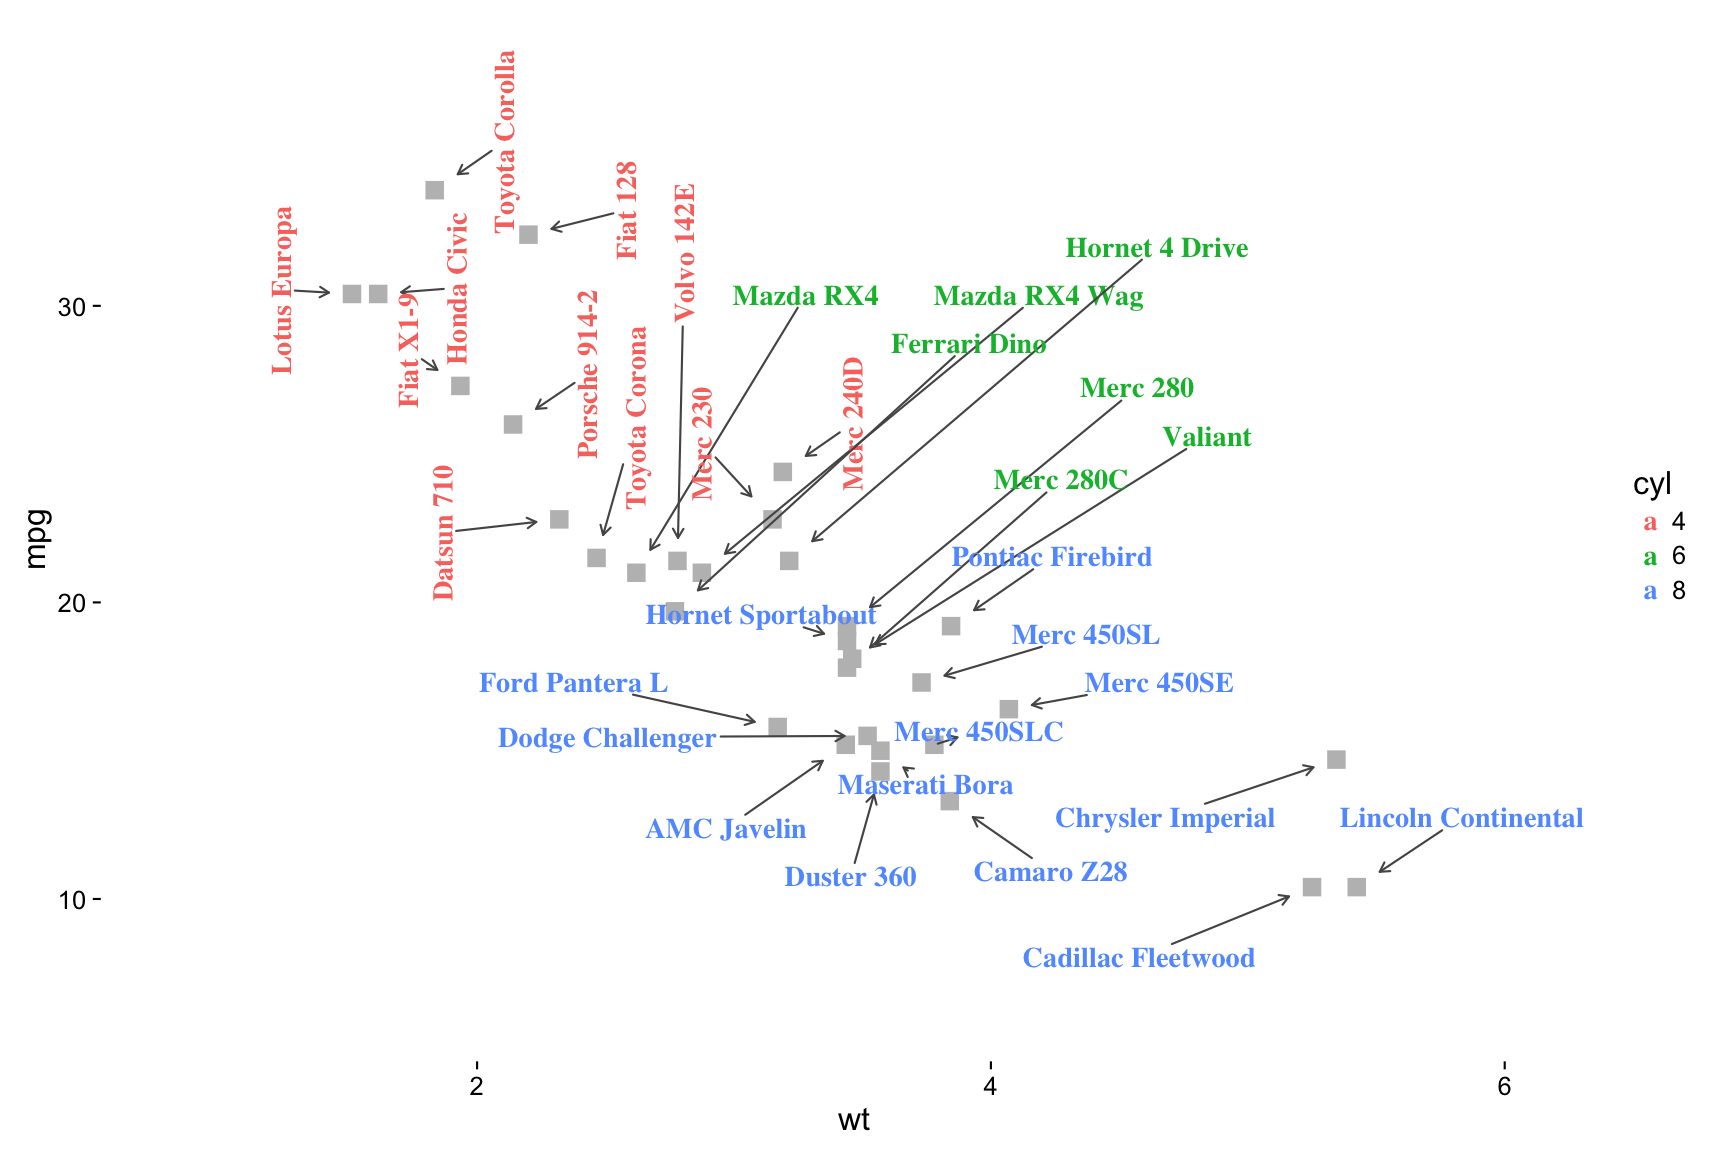 Toyota Corolla
Fiat 128
Lotus Europa
Honda Civic
Volvo 142E
Fiat X1-9
Porsche 914-2
Toyota Corona
Merc 230
Merc 240D
Datsun 710
Hornet 4 Drive
Mazda RX4
Mazda RX4 Wag
Ferrari Dino
Merc 280
Valiant
Merc 280C
Pontiac Firebird
Hornet Sportabout
Merc 450SL
Ford Pantera L
Merc 450SE
Dodge Challenger
Merc 450SLC
Maserati Bora
AMC Javelin
Chrysler Imperial
Lincoln Continental
Duster 360
Camaro Z28
Cadillac Fleetwood
30
20
10
mpg
2
4
6
wt
cyl
a 4
a 6
a 8